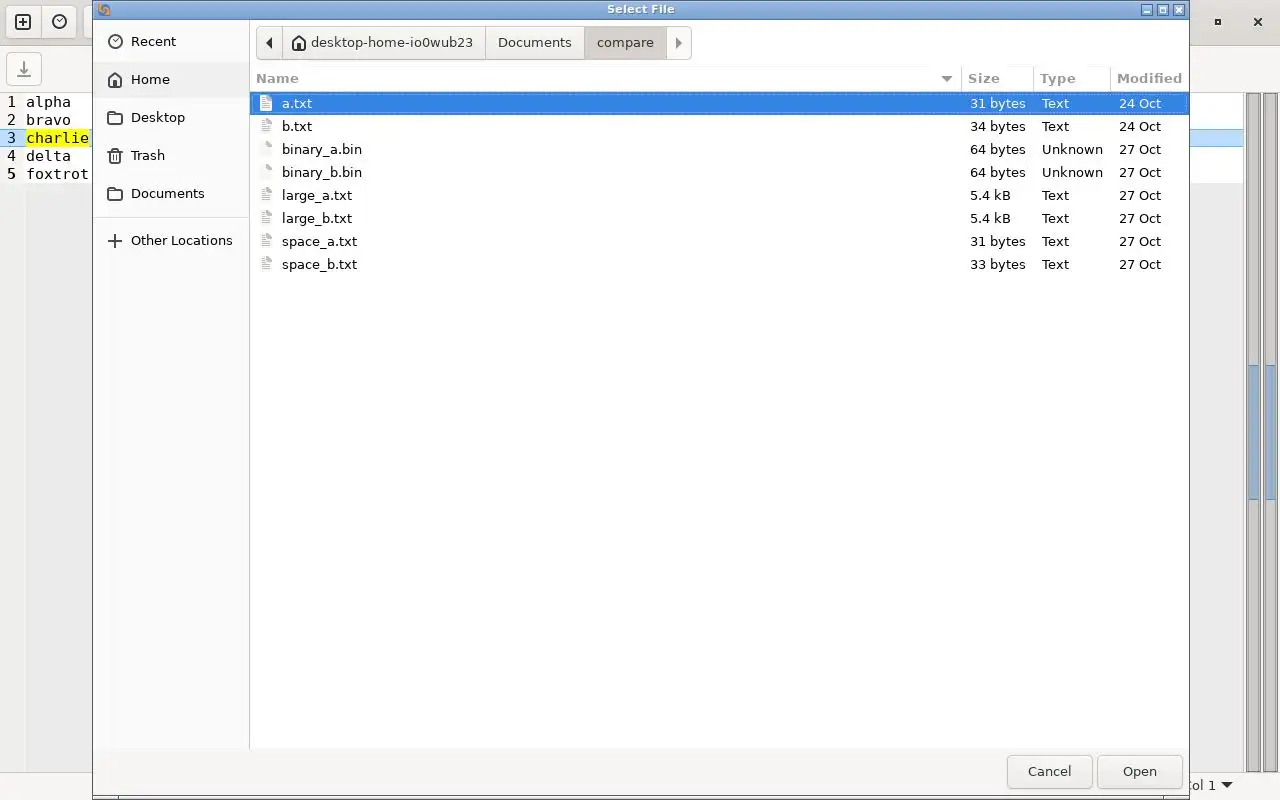 Select File
Recent
Home
Desktop
Trash
Documents
Other Locations
desktop-home-io0wub23 Documents compare
Name Size Type Modified
a.txt 31 bytes Text 24 Oct
b.txt 34 bytes Text 24 Oct
binary_a.bin 64 bytes Unknown 27 Oct
binary_b.bin 64 bytes Unknown 27 Oct
large_a.txt 5.4 kB Text 27 Oct
large_b.txt 5.4 kB Text 27 Oct
space_a.txt 31 bytes Text 27 Oct
space_b.txt 33 bytes Text 27 Oct
1 alpha
2 bravo
3 charlie
4 delta
5 foxtrot
Cancel Open
ol 1